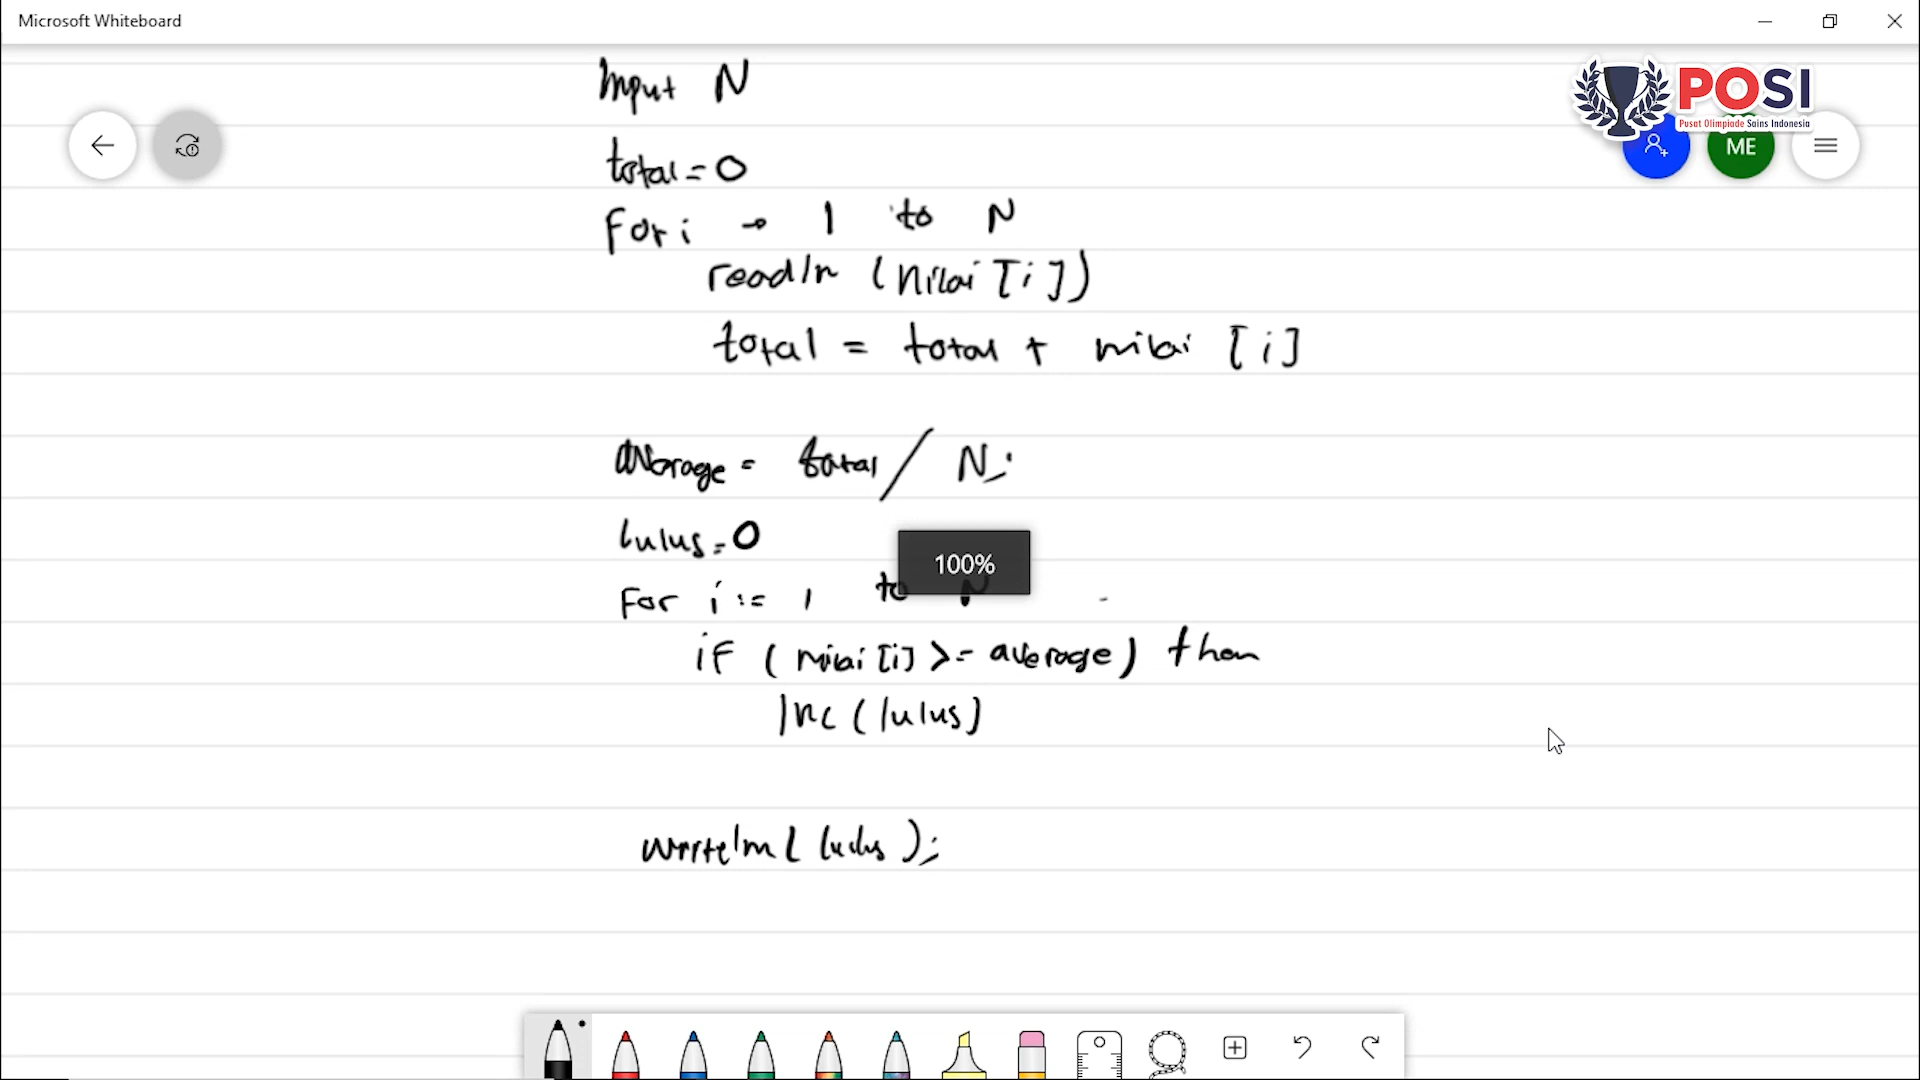 Microsoft Whiteboard
POSI
Pusat Olimpiade Sains Indonesia
ME
Input N
total = 0
For i → 1 to N
readln (Nilai [i])
total = total + nilai [i]
average = total / N;
lulus = 0
100%
For i := 1 to N
if ( nilai [i] >= average ) then
Inc (lulus)
writeln ( lulus );